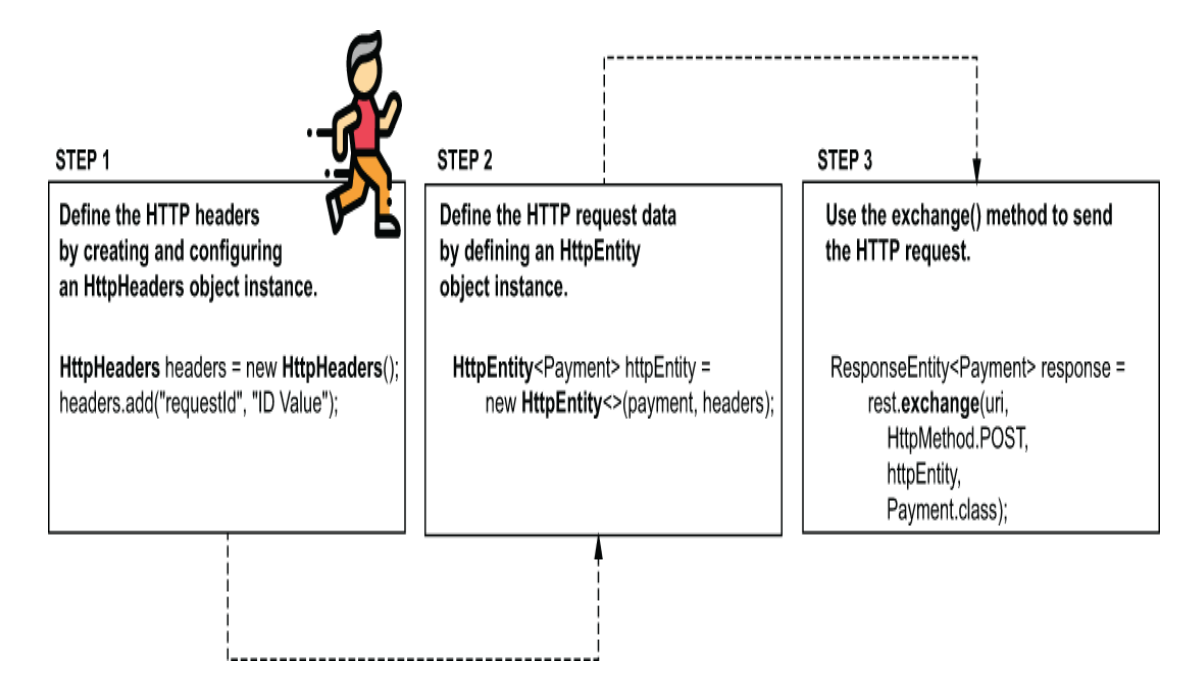 STEP 1
Define the HTTP headers
by creating and configuring
an HttpHeaders object instance.
HttpHeaders headers = new HttpHeaders();
headers.add("requestId", "ID Value");
STEP 2
Define the HTTP request data
by defining an HttpEntity
object instance.
HttpEntity<Payment> httpEntity =
new HttpEntity<>(payment, headers);
STEP 3
Use the exchange() method to send
the HTTP request.
ResponseEntity<Payment> response =
rest.exchange(uri,
HttpMethod.POST,
httpEntity,
Payment.class);